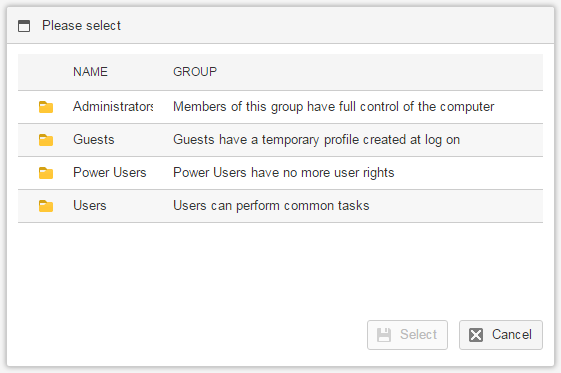 Please select
NAME GROUP
Administrators Members of this group have full control of the computer
Guests Guests have a temporary profile created at log on
Power Users Power Users have no more user rights
Users Users can perform common tasks
Select Cancel